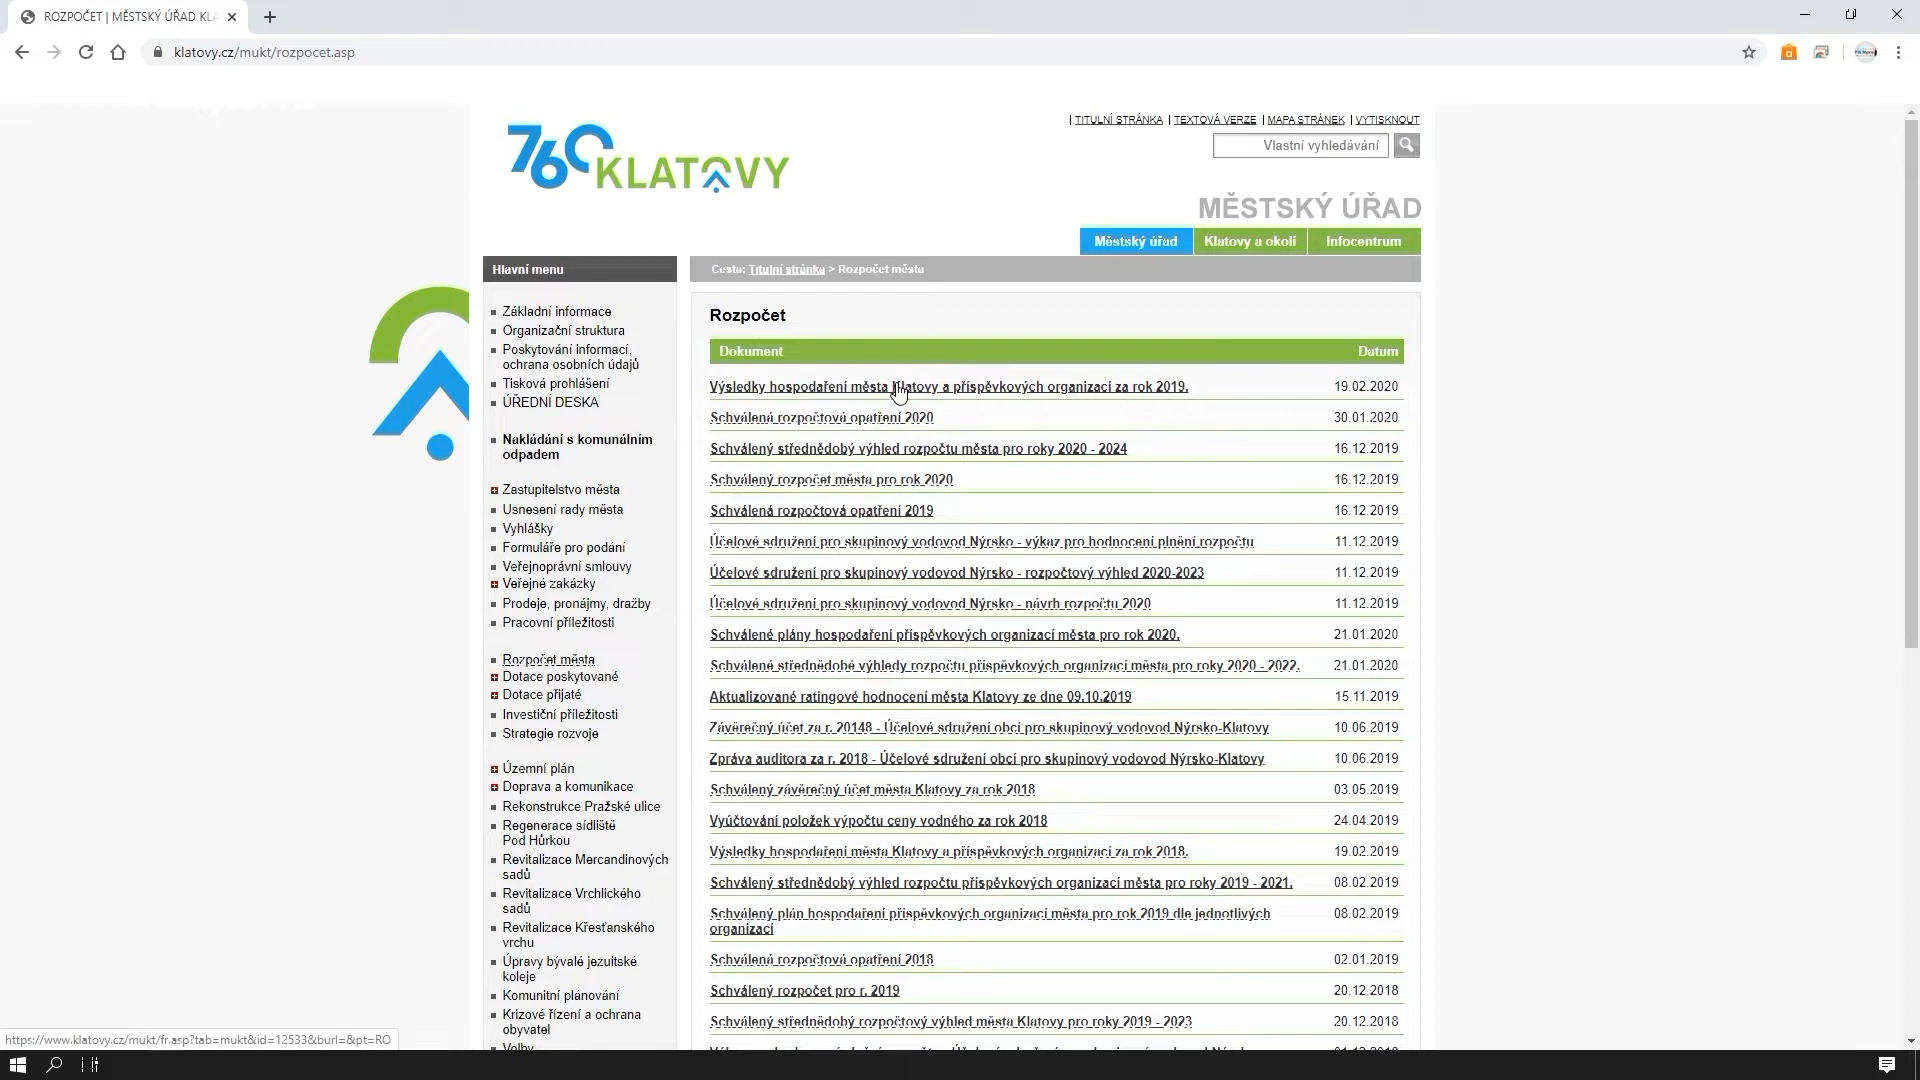 ROZPOČET | MĚSTSKÝ ÚŘAD KLA
klatovy.cz/mukt/rozpocet.asp
TITULNÍ STRÁNKA | TEXTOVÁ VERZE | MAPA STRÁNEK | VYTISKNOUT
760 KLATOVY
Vlastní vyhledávání
MĚSTSKÝ ÚŘAD
Městský úřad Klatovy a okolí Infocentrum
Hlavní menu
Základní informace
Organizační struktura
Poskytování informací,
ochrana osobních údajů
Tisková prohlášení
ÚŘEDNÍ DESKA
Nakládání s komunálním
odpadem
Zastupitelstvo města
Usnesení rady města
Vyhlášky
Formuláře pro podání
Veřejnoprávní smlouvy
Veřejné zakázky
Prodeje, pronájmy, dražby
Pracovní příležitosti
Rozpočet města
Dotace poskytované
Dotace přijaté
Investiční příležitosti
Strategie rozvoje
Územní plán
Doprava a komunikace
Rekonstrukce Pražské ulice
Regenerace sídliště
Pod Hůrkou
Revitalizace Mercandinových
sadů
Revitalizace Vrchlického
sadů
Revitalizace Křesťanského
vrchu
Úpravy bývalé jezuitské
koleje
Komunitní plánování
Krizové řízení a ochrana
obyvatel
Volby
Cesta: Titulní stránka > Rozpočet města
Rozpočet
Dokument Datum
Výsledky hospodaření města Klatovy a příspěvkových organizací za rok 2019. 19.02.2020
Schválená rozpočtová opatření 2020 30.01.2020
Schválený střednědobý výhled rozpočtu města pro roky 2020 - 2024 16.12.2019
Schválený rozpočet města pro rok 2020 16.12.2019
Schválená rozpočtová opatření 2019 16.12.2019
Účelové sdružení pro skupinový vodovod Nýrsko - výkaz pro hodnocení plnění rozpočtu 11.12.2019
Účelové sdružení pro skupinový vodovod Nýrsko - rozpočtový výhled 2020-2023 11.12.2019
Účelové sdružení pro skupinový vodovod Nýrsko - návrh rozpočtu 2020 11.12.2019
Schválené plány hospodaření příspěvkových organizací města pro rok 2020. 21.01.2020
Schválené střednědobé výhledy rozpočtu příspěvkových organizací města pro roky 2020 - 2022. 21.01.2020
Aktualizované ratingové hodnocení města Klatovy ze dne 09.10.2019 15.11.2019
Závěrečný účet za r. 20148 - Účelové sdružení obcí pro skupinový vodovod Nýrsko-Klatovy 10.06.2019
Zpráva auditora za r. 2018 - Účelové sdružení obcí pro skupinový vodovod Nýrsko-Klatovy 10.06.2019
Schválený závěrečný účet města Klatovy za rok 2018 03.05.2019
Vyúčtování položek výpočtu ceny vodného za rok 2018 24.04.2019
Výsledky hospodaření města Klatovy a příspěvkových organizací za rok 2018. 19.02.2019
Schválený střednědobý výhled rozpočtu příspěvkových organizací města pro roky 2019 - 2021. 08.02.2019
Schválený plán hospodaření příspěvkových organizací města pro rok 2019 dle jednotlivých 08.02.2019
organizací
Schválená rozpočtová opatření 2018 02.01.2019
Schválený rozpočet pro r. 2019 20.12.2018
Schválený střednědobý rozpočtový výhled města Klatovy pro roky 2019 - 2023 20.12.2018
https://www.klatovy.cz/mukt/fr.asp?tab=mukt&id=12533&burl=&pt=RO